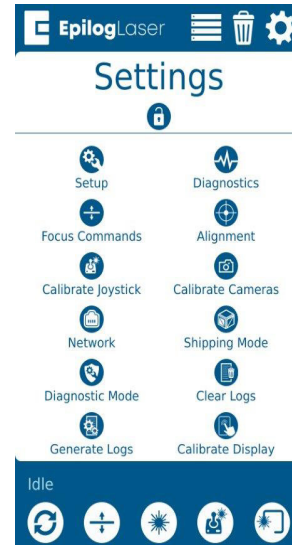 EpilogLaser
Settings
Setup
Diagnostics
Focus Commands
Alignment
Calibrate Joystick
Calibrate Cameras
Network
Shipping Mode
Diagnostic Mode
Clear Logs
Generate Logs
Calibrate Display
Idle